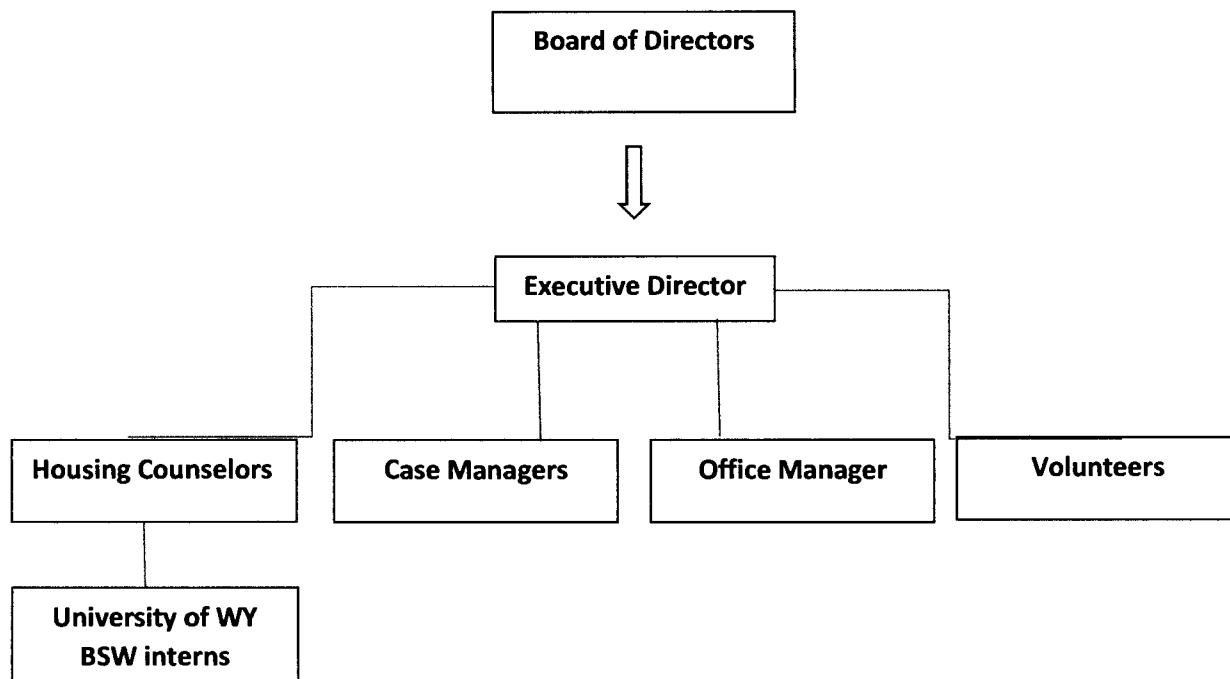 Board of Directors
Executive Director
Housing Counselors
Case Managers
Office Manager
Volunteers
University of WY
BSW interns